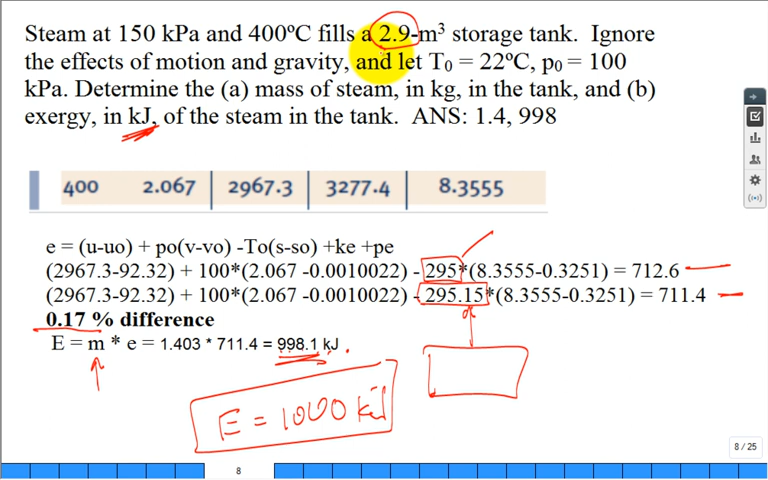 Steam at 150 kPa and 400ºC fills a 2.9-m³ storage tank. Ignore
the effects of motion and gravity, and let T₀ = 22ºC, p₀ = 100
kPa. Determine the (a) mass of steam, in kg, in the tank, and (b)
exergy, in kJ, of the steam in the tank. ANS: 1.4, 998
400 2.067 2967.3 3277.4 8.3555
e = (u-uo) + po(v-vo) -To(s-so) +ke +pe
(2967.3-92.32) + 100*(2.067 -0.0010022) - 295*(8.3555-0.3251) = 712.6
(2967.3-92.32) + 100*(2.067 -0.0010022) - 295.15*(8.3555-0.3251) = 711.4
0.17 % difference
E = m * e = 1.403 * 711.4 = 998.1 kJ
E = 1000 kJ
8 / 25
8